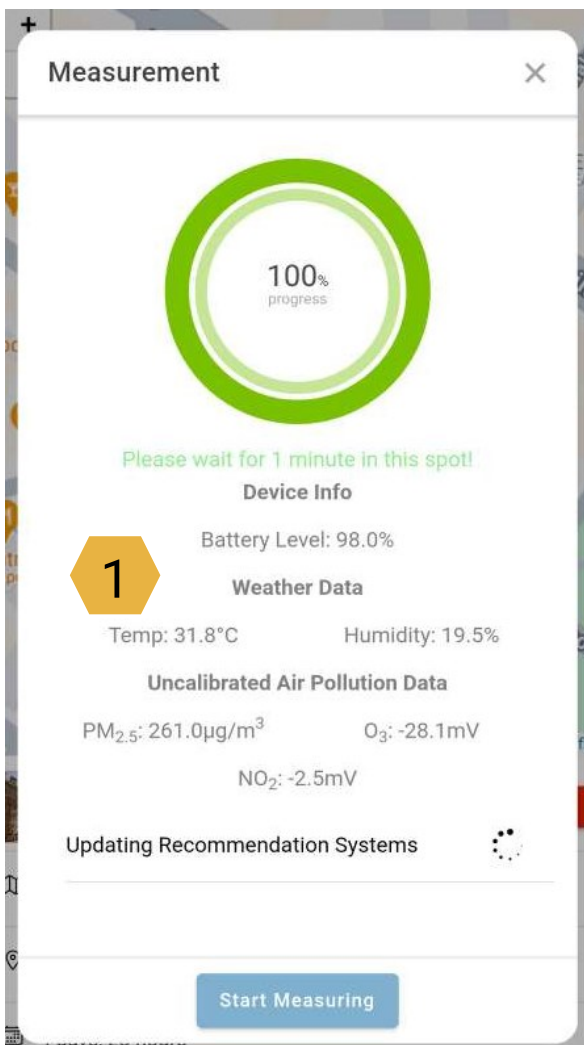 +
Measurement ×
100%
progress
Please wait for 1 minute in this spot!
Device Info
Battery Level: 98.0%
1
Weather Data
Temp: 31.8°C Humidity: 19.5%
Uncalibrated Air Pollution Data
PM2.5: 261.0μg/m³ O3: -28.1mV
NO2: -2.5mV
Updating Recommendation Systems
Start Measuring